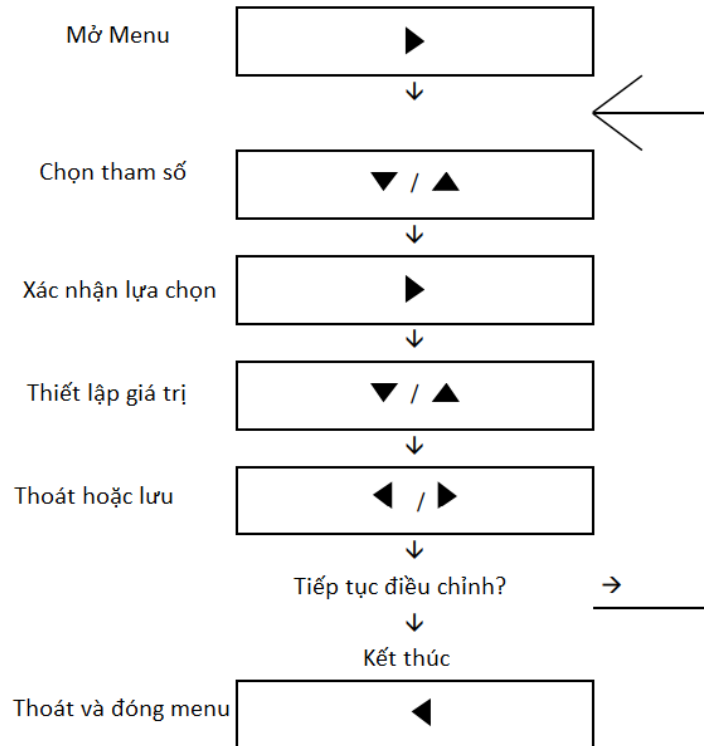 Mở Menu
▶
↓
Chọn tham số
▼ / ▲
↓
Xác nhận lựa chọn
▶
↓
Thiết lập giá trị
▼ / ▲
↓
Thoát hoặc lưu
◀ / ▶
↓
Tiếp tục điều chỉnh? →
↓
Kết thúc
Thoát và đóng menu
◀